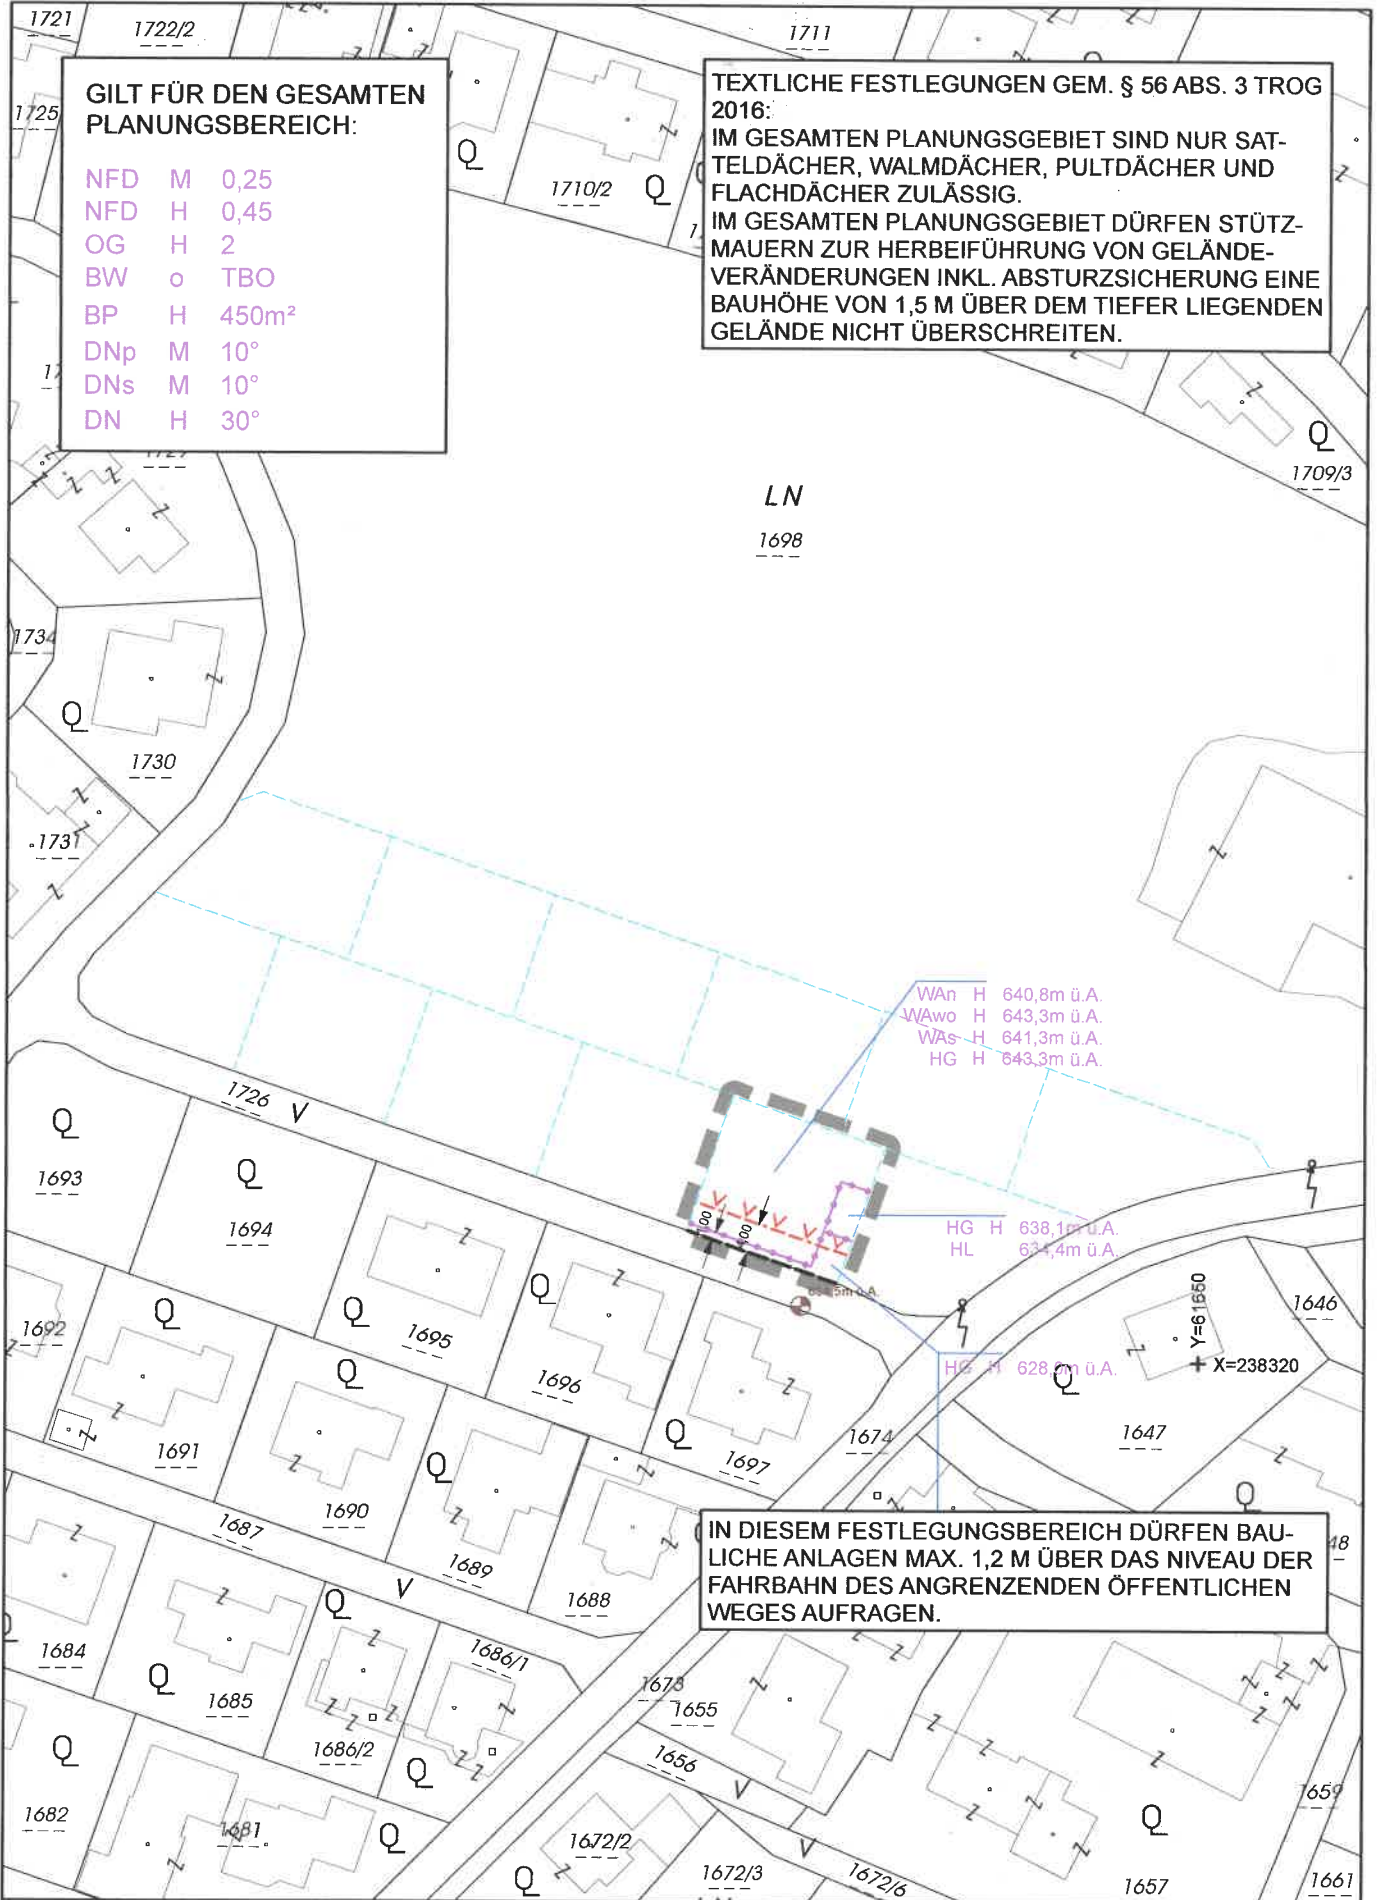 1721
1722/2
1711
GILT FÜR DEN GESAMTEN
PLANUNGSBEREICH:
NFD M 0,25
NFD H 0,45
OG H 2
BW o TBO
BP H 450m²
DNp M 10°
DNs M 10°
DN H 30°
TEXTLICHE FESTLEGUNGEN GEM. § 56 ABS. 3 TROG
2016:
IM GESAMTEN PLANUNGSGEBIET SIND NUR SAT-
TELDÄCHER, WALMDÄCHER, PULTDÄCHER UND
FLACHDÄCHER ZULÄSSIG.
IM GESAMTEN PLANUNGSGEBIET DÜRFEN STÜTZ-
MAUERN ZUR HERBEIFÜHRUNG VON GELÄNDE-
VERÄNDERUNGEN INKL. ABSTURZSICHERUNG EINE
BAUHÖHE VON 1,5 M ÜBER DEM TIEFER LIEGENDEN
GELÄNDE NICHT ÜBERSCHREITEN.
1725
1710/2
1709/3
LN
1698
1734
1730
1731
WAn H 640,8m ü.A.
WAwo H 643,3m ü.A.
WAs H 641,3m ü.A.
HG H 643,3m ü.A.
1726 V
1693
1694
HG H 638,1m ü.A.
HL 634,4m ü.A.
1692
1695
1696
Y=61650
X=238320
1646
HG H
1691
1690
1697
1674
1647
1687
1689
1688
V
IN DIESEM FESTLEGUNGSBEREICH DÜRFEN BAU-
LICHE ANLAGEN MAX. 1,2 M ÜBER DAS NIVEAU DER
FAHRBAHN DES ANGRENZENDEN ÖFFENTLICHEN
WEGES AUFRAGEN.
48
1684
1685
1686/1
1686/2
1673
1655
1656
V
1659
1682
1681
1672/2
1672/3
V
1672/6
1657
1661